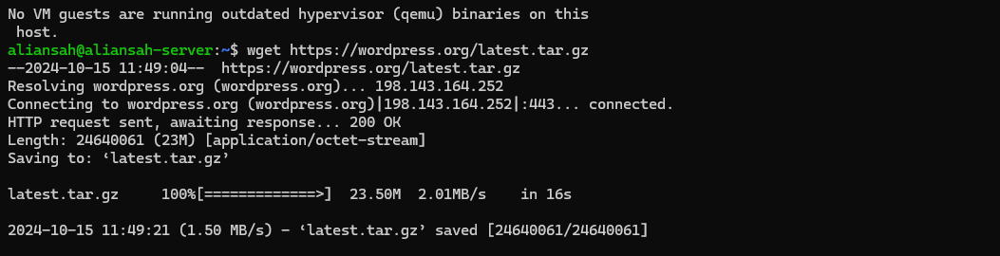 No VM guests are running outdated hypervisor (qemu) binaries on this
 host.
aliansah@aliansah-server:~$ wget https://wordpress.org/latest.tar.gz
--2024-10-15 11:49:04--  https://wordpress.org/latest.tar.gz
Resolving wordpress.org (wordpress.org)... 198.143.164.252
Connecting to wordpress.org (wordpress.org)|198.143.164.252|:443... connected.
HTTP request sent, awaiting response... 200 OK
Length: 24640061 (23M) [application/octet-stream]
Saving to: ‘latest.tar.gz’

latest.tar.gz     100%[=============>]  23.50M  2.01MB/s    in 16s

2024-10-15 11:49:21 (1.50 MB/s) - ‘latest.tar.gz’ saved [24640061/24640061]